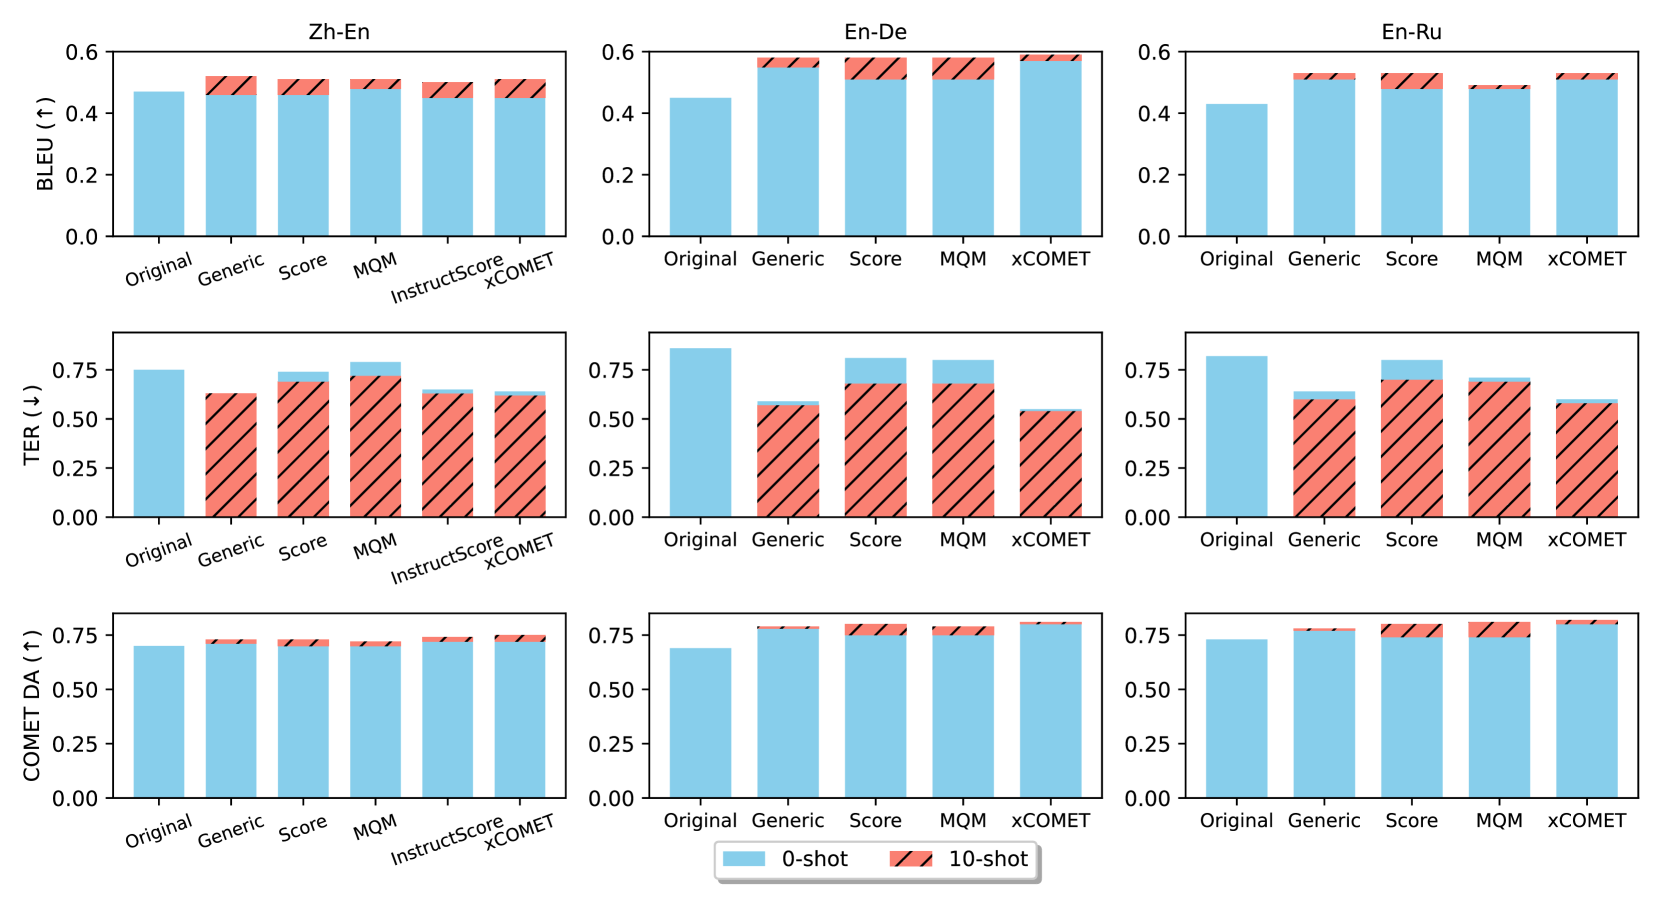 Zh-En En-De En-Ru
BLEU (↑)
0.6 0.6 0.6
0.4 0.4 0.4
0.2 0.2 0.2
0.0 0.0 0.0
Original Generic Score MQM InstructScore xCOMET Original Generic Score MQM xCOMET Original Generic Score MQM xCOMET
TER (↓)
0.75 0.75 0.75
0.50 0.50 0.50
0.25 0.25 0.25
0.00 0.00 0.00
Original Generic Score MQM InstructScore xCOMET Original Generic Score MQM xCOMET Original Generic Score MQM xCOMET
COMET DA (↑)
0.75 0.75 0.75
0.50 0.50 0.50
0.25 0.25 0.25
0.00 0.00 0.00
Original Generic Score MQM InstructScore xCOMET Original Generic Score MQM xCOMET Original Generic Score MQM xCOMET
0-shot 10-shot